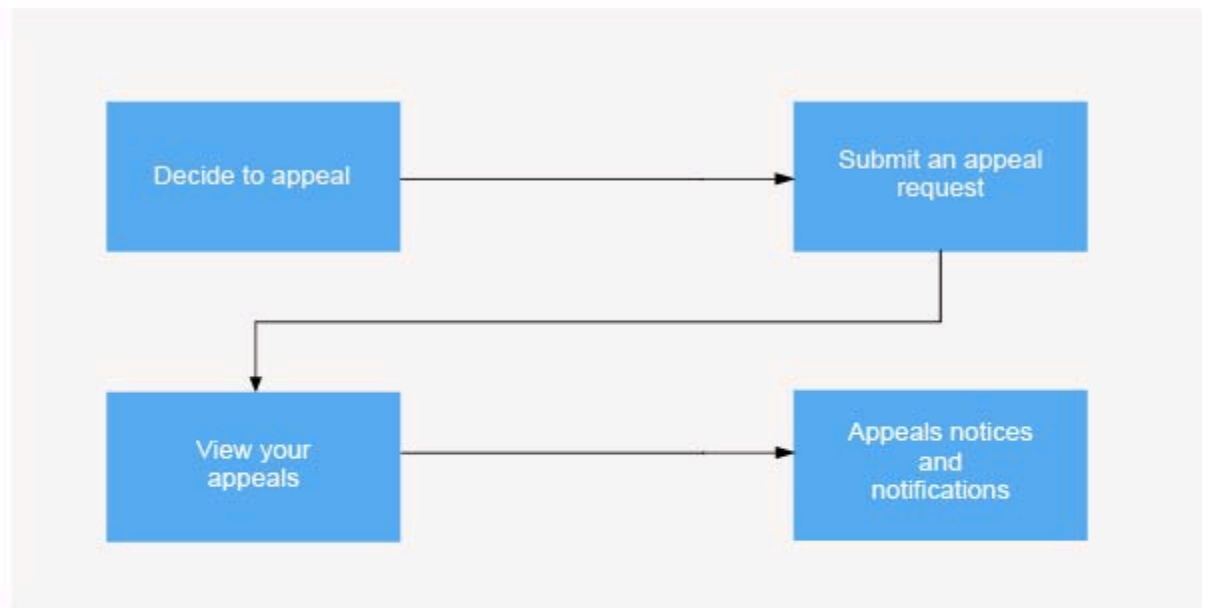 Decide to appeal
Submit an appeal
request
View your
appeals
Appeals notices
and
notifications